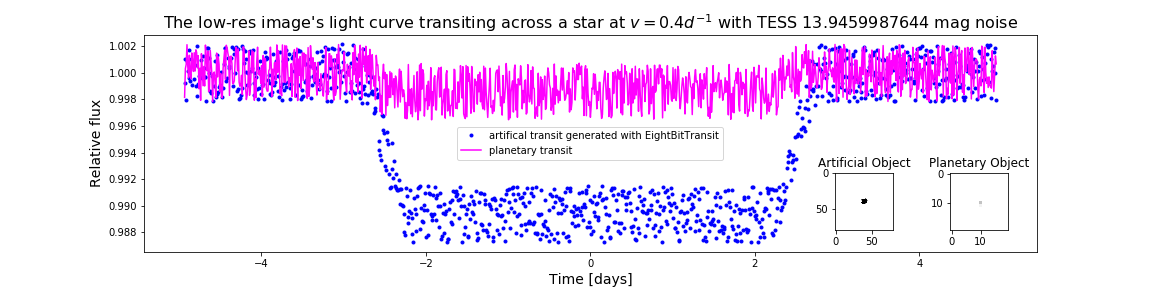 The low-res image's light curve transiting across a star at v = 0.4d⁻¹ with TESS 13.9459987644 mag noise
Relative flux
1.002
1.000
0.998
0.996
0.994
0.992
0.990
0.988
artifical transit generated with EightBitTransit
planetary transit
Artificial Object
0
50
0 50
Planetary Object
0
10
0 10
−4 −2 0 2 4
Time [days]